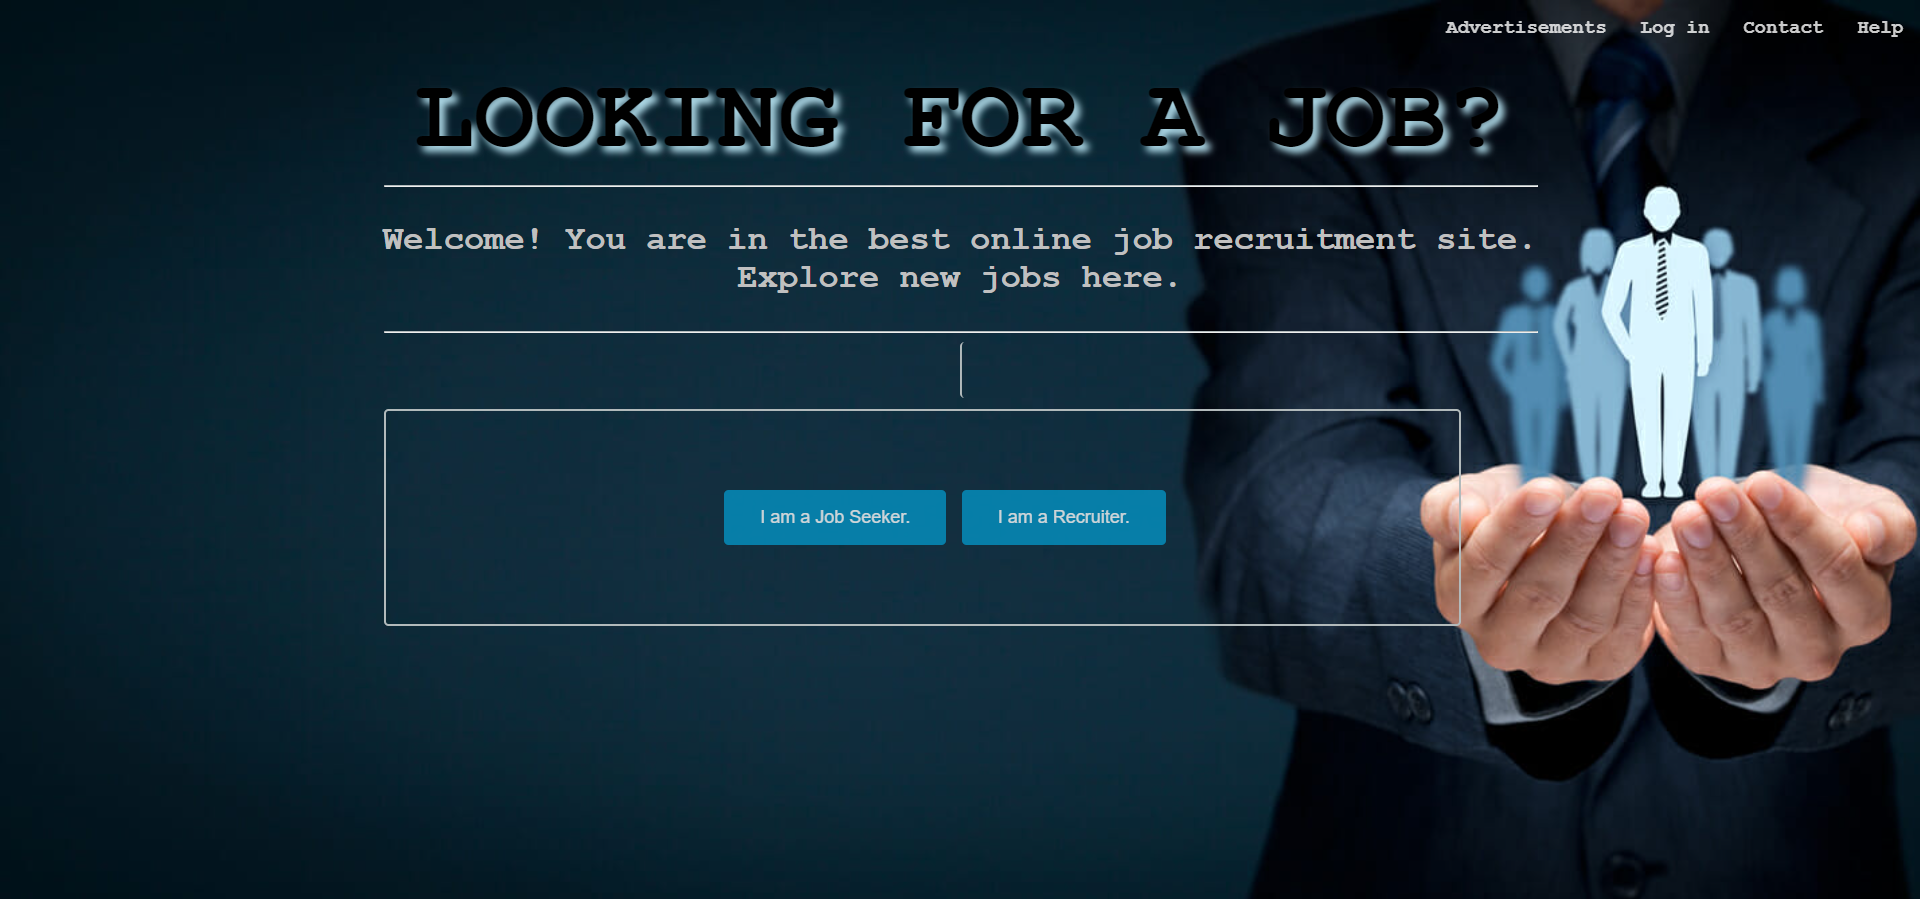 Advertisements Log in Contact Help
LOOKING FOR A JOB?
Welcome! You are in the best online job recruitment site.
Explore new jobs here.
I am a Job Seeker. I am a Recruiter.